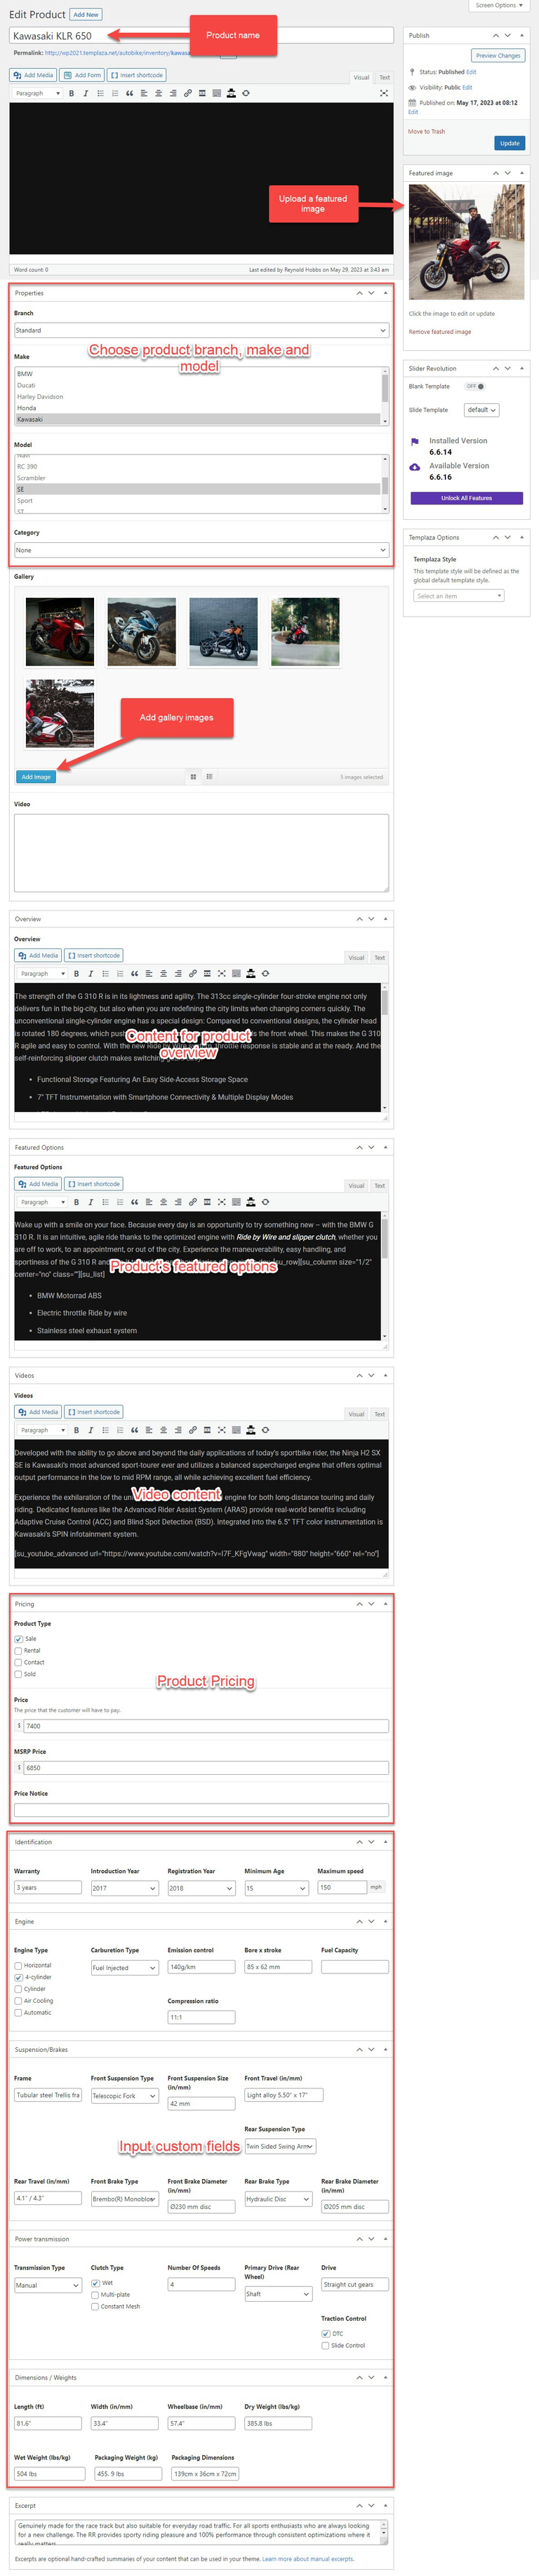 Screen Options
Edit Product Add New
Kawasaki KLR 650
Product name
Permalink: http://wp2021.templaza.net/autobike/inventory/kawas
Add Media Add Form Insert shortcode
Visual Text
Paragraph
Upload a featured image
Word count: 0
Last edited by Reynold Hobbs on May 29, 2023 at 3:43 am
Publish
Preview Changes
Status: Published Edit
Visibility: Public Edit
Published on: May 17, 2023 at 08:12
Edit
Move to Trash
Update
Featured image
Click the image to edit or update
Remove featured image
Slider Revolution
Blank Template OFF
Slide Template default
Installed Version
6.6.14
Available Version
6.6.16
Unlock All Features
Templaza Options
Templaza Style
This template style will be defined as the
global default template style.
Select an item
Properties
Branch
Standard
Choose product branch, make and
model
Make
BMW
Ducati
Harley Davidson
Honda
Kawasaki
Model
Navi
RC 390
Scrambler
SE
Sport
ST
Category
None
Gallery
Add gallery images
Add Image
5 images selected
Video
Overview
Overview
Add Media Insert shortcode
Visual Text
Paragraph
The strength of the G 310 R is in its lightness and agility. The 313cc single-cylinder four-stroke engine not only
delivers fun in the big-city, but also when you are redefining the city limits when changing corners quickly. The
unconventional single-cylinder engine has a special design: Compared to conventional designs, the cylinder head
is rotated 180 degrees, which pus
s the front wheel. This makes the G 310
R agile and easy to control. With the new Ride by Wire
throttle response is stable and at the ready. And the
self-reinforcing slipper clutch makes switching
Content for product
overview
Functional Storage Featuring An Easy Side-Access Storage Space
7" TFT Instrumentation with Smartphone Connectivity & Multiple Display Modes
Featured Options
Featured Options
Add Media Insert shortcode
Visual Text
Paragraph
Wake up with a smile on your face. Because every day is an opportunity to try something new – with the BMW G
310 R. It is an intuitive, agile ride thanks to the optimized engine with Ride by Wire and slipper clutch, whether you
are off to work, to an appointment, or out of the city. Experience the maneuverability, easy handling, and
sportiness of the G 310 R and
su_row][su_column size="1/2"
center="no" class=""][su_list]
Product's featured options
BMW Motorrad ABS
Electric throttle Ride by wire
Stainless steel exhaust system
Videos
Videos
Add Media Insert shortcode
Visual Text
Paragraph
Developed with the ability to go above and beyond the daily applications of today's sportbike rider, the Ninja H2 SX
SE is Kawasaki's most advanced sport-tourer ever and utilizes a balanced supercharged engine that offers optimal
output performance in the low to mid RPM range, all while achieving excellent fuel efficiency.
Experience the exhilaration of the
engine for both long-distance touring and daily
Video content
riding. Dedicated features like the Advanced Rider Assist System (ARAS) provide real-world benefits including
Adaptive Cruise Control (ACC) and Blind Spot Detection (BSD). Integrated into the 6.5" TFT color instrumentation is
Kawasaki's SPIN infotainment system.
[su_youtube_advanced url="https://www.youtube.com/watch?v=I7F_KFgVwag" width="880" height="660" rel="no"]
Pricing
Product Type
Sale
Rental
Contact
Sold
Product Pricing
Price
The price that the customer will have to pay.
$ 7400
MSRP Price
$ 6850
Price Notice
Identification
Warranty Introduction Year Registration Year Minimum Age Maximum speed
3 years 2017 2018 15 150 mph
Engine
Engine Type Carburetion Type Emission control Bore x stroke Fuel Capacity
Horizontal
4-cylinder
Cylinder
Air Cooling
Automatic
Fuel Injected 140g/km 85 x 62 mm
Compression ratio
11:1
Suspension/Brakes
Frame Front Suspension Type Front Suspension Size (in/mm) Front Travel (in/mm)
Tubular steel Trellis fra Telescopic Fork 42 mm Light alloy 5.50" x 17"
Rear Suspension Type
Twin Sided Swing Arm
Input custom fields
Rear Travel (in/mm) Front Brake Type Front Brake Diameter (in/mm) Rear Brake Type Rear Brake Diameter (in/mm)
4.1" / 4.3" Brembo(R) Monobloc Ø230 mm disc Hydraulic Disc Ø205 mm disc
Power transmission
Transmission Type Clutch Type Number Of Speeds Primary Drive (Rear Wheel) Drive
Manual
Wet
Multi-plate
Constant Mesh
4 Shaft Straight cut gears
Traction Control
DTC
Slide Control
Dimensions / Weights
Length (ft) Width (in/mm) Wheelbase (in/mm) Dry Weight (lbs/kg)
81.6" 33.4" 57.4" 385.8 lbs
Wet Weight (lbs/kg) Packaging Weight (kg) Packaging Dimensions
504 lbs 455. 9 lbs 139cm x 36cm x 72cm
Excerpt
Genuinely made for the race track but also suitable for everyday road traffic. For all sports enthusiasts who are always looking
for a new challenge. The RR provides sporty riding pleasure and 100% performance through consistent optimizations where it
really matters
Excerpts are optional hand-crafted summaries of your content that can be used in your theme. Learn more about manual excerpts.